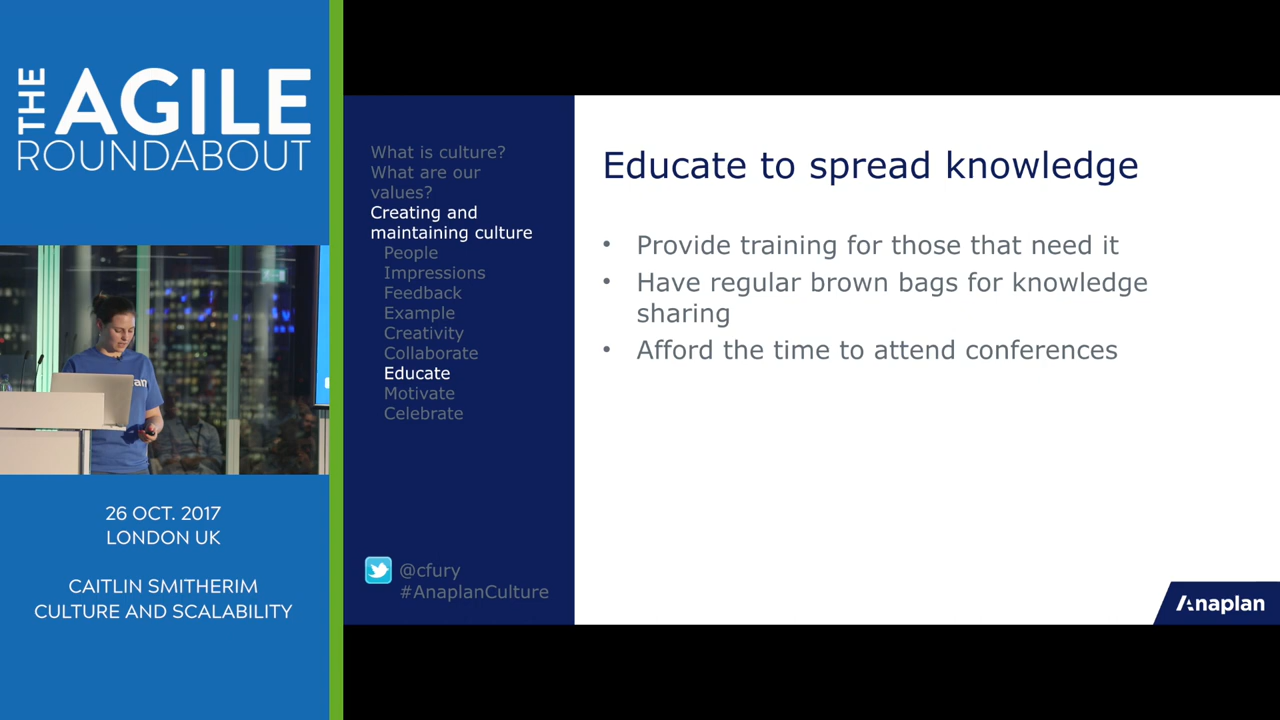 THE AGILE
ROUNDABOUT
26 OCT. 2017
LONDON UK
CAITLIN SMITHERIM
CULTURE AND SCALABILITY
What is culture?
What are our
values?
Creating and
maintaining culture
People
Impressions
Feedback
Example
Creativity
Collaborate
Educate
Motivate
Celebrate
@cfury
#AnaplanCulture
Educate to spread knowledge
• Provide training for those that need it
• Have regular brown bags for knowledge
sharing
• Afford the time to attend conferences
Anaplan